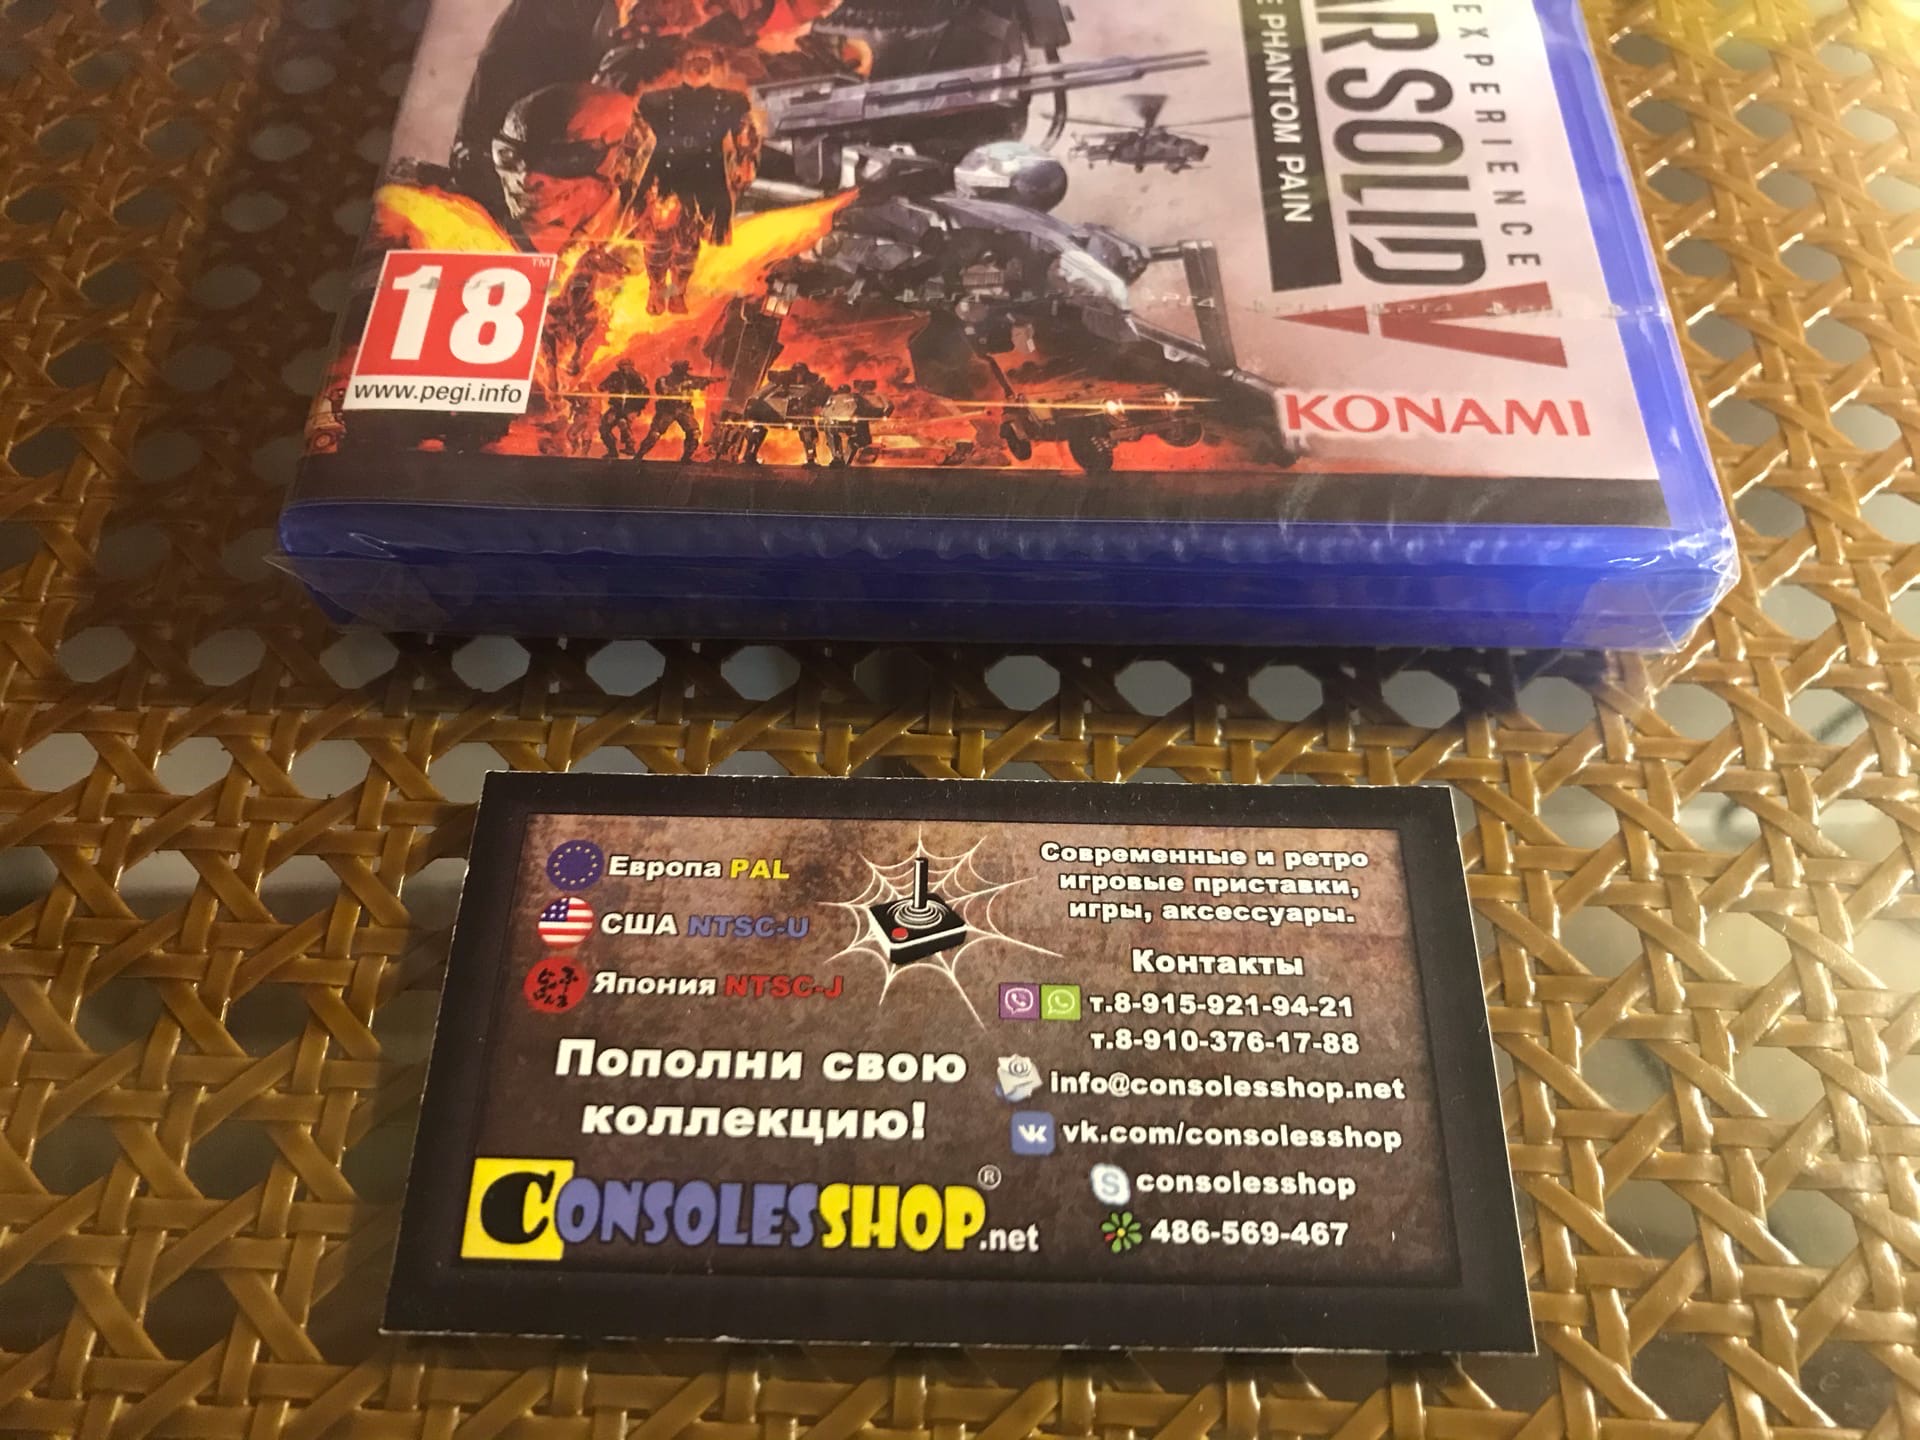 EXPERIENCE
AR SOLID V
E PHANTOM PAIN
18
TM
www.pegi.info
PS4
KONAMI
Европа PAL
США NTSC-U
Япония NTSC-J
Пополни свою
коллекцию!
CONSOLESSHOP.net
®
Современные и ретро
игровые приставки,
игры, аксессуары.
Контакты
т.8-915-921-94-21
т.8-910-376-17-88
info@consolesshop.net
vk.com/consolesshop
consolesshop
486-569-467